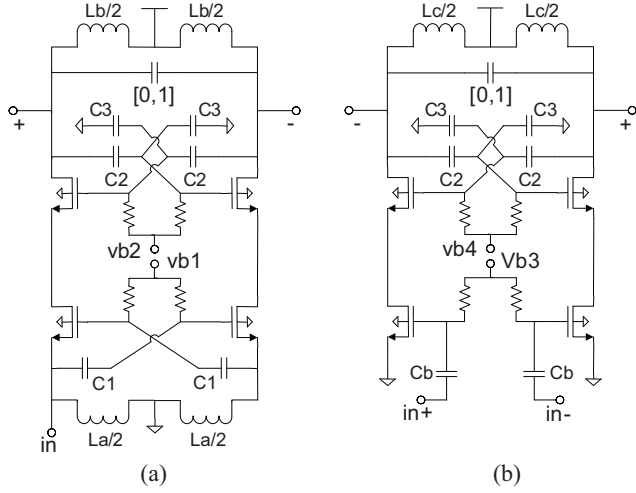 Lb/2 Lb/2 Lc/2 Lc/2
[0,1] [0,1]
+ - - +
C3 C3 C3 C3
C2 C2 C2 C2
vb2 vb4
vb1 Vb3
C1 C1 Cb Cb
in La/2 La/2 in+ in-
(a) (b)